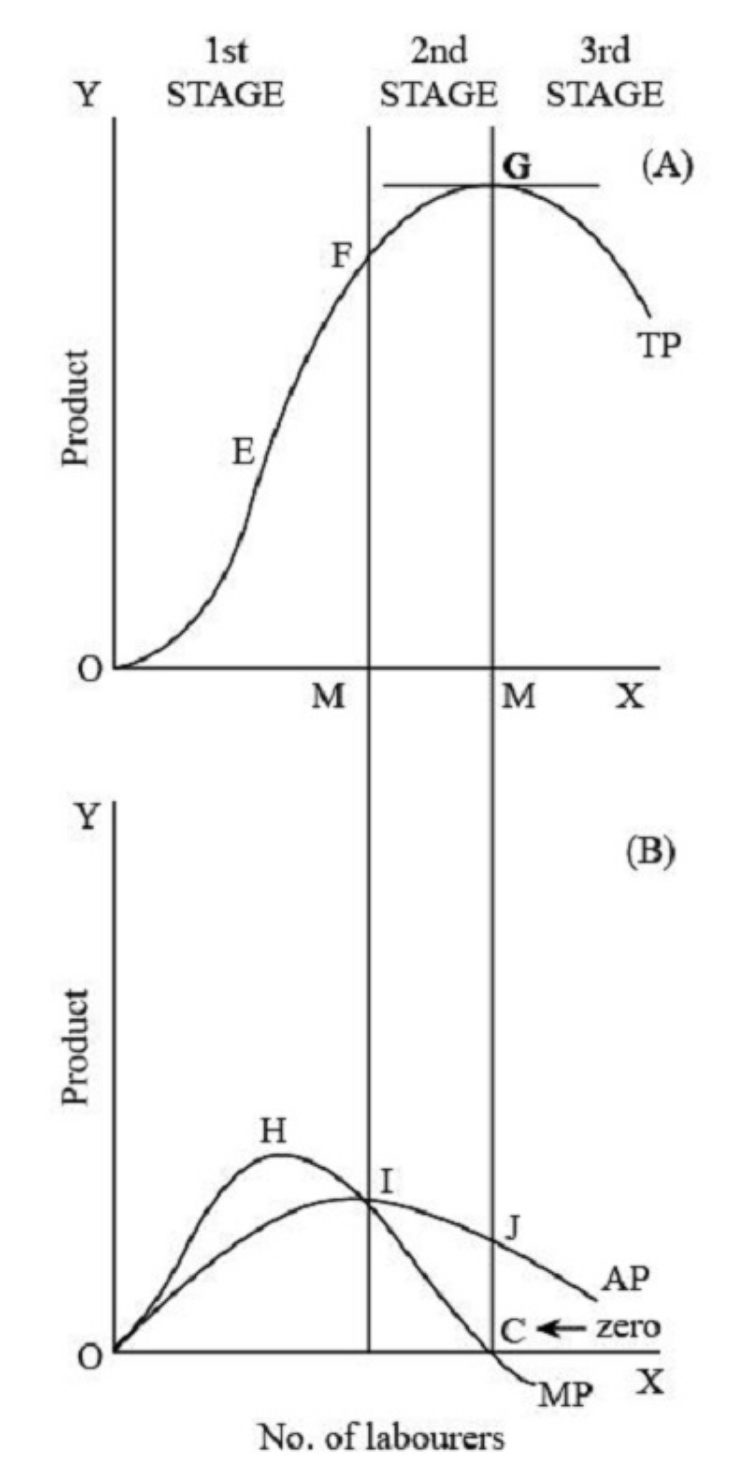 1st
STAGE
2nd
STAGE
3rd
STAGE
Y
(A)
G
F
TP
Product
E
O
M
M
X
Y
(B)
Product
H
I
J
AP
C
zero
O
X
MP
No. of labourers